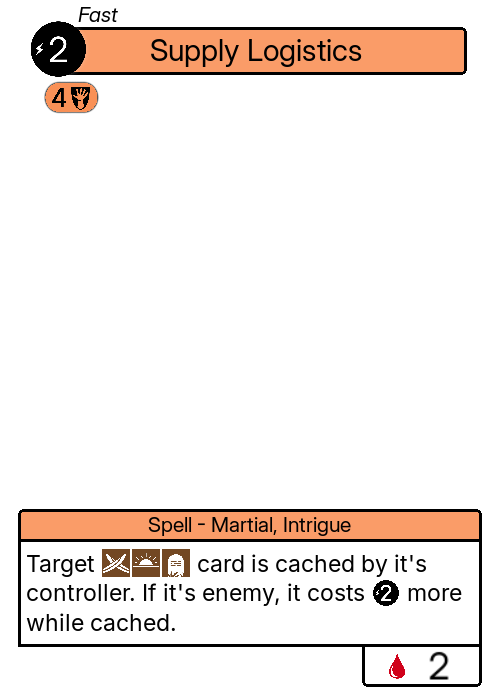 Fast
2 Supply Logistics
4
Spell - Martial, Intrigue
Target card is cached by it's
controller. If it's enemy, it costs 2 more
while cached.
2